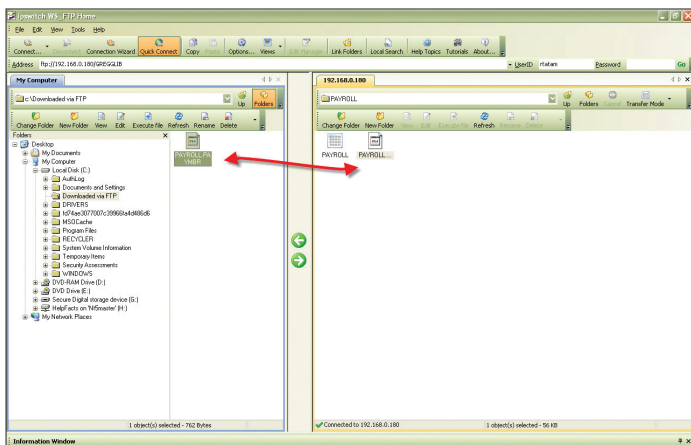 Ipswitch WS_FTP Home
File Edit View Tools Help
Connect... Disconnect Connection Wizard Quick Connect Copy Paste Options... Views Edit Manager Link Folders Local Search Help Topics Tutorials About...
Address ftp://192.168.0.180/GREGGLIB UserID rtatam Password Go
My Computer
c:\Downloaded via FTP Up Folders
Change Folder New Folder View Edit Execute file Refresh Rename Delete
Folders
Desktop
My Documents
My Computer
Local Disk (C:)
AuthLog
Documents and Settings
Downloaded via FTP
DRIVERS
MSOCache
Program Files
RECYCLER
System Volume Information
Temporary Items
Security Assessments
WINDOWS
DVD-RAM Drive (D:)
DVD Drive (E:)
Secure Digital storage device (G:)
HelpFacts on 'Nf5master' (H:)
My Network Places
PAYROLL.PA
YMBR
1 object(s) selected - 762 Bytes
192.168.0.180
PAYROLL Up Folders Cancel Transfer Mode
Change Folder New Folder View Edit Execute file Refresh Rename Delete
PAYROLL PAYROLL...
Connected to 192.168.0.180 1 object(s) selected - 56 KB
Information Window